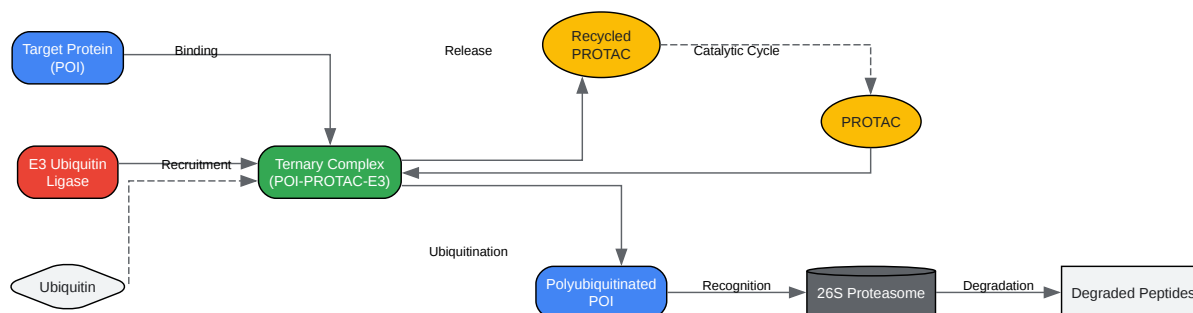 Target Protein
(POI)
Binding
Release
Recycled
PROTAC
Catalytic Cycle
PROTAC
E3 Ubiquitin
Ligase
Recruitment
Ternary Complex
(POI-PROTAC-E3)
Ubiquitination
Ubiquitin
Polyubiquitinated
POI
Recognition
26S Proteasome
Degradation
Degraded Peptides